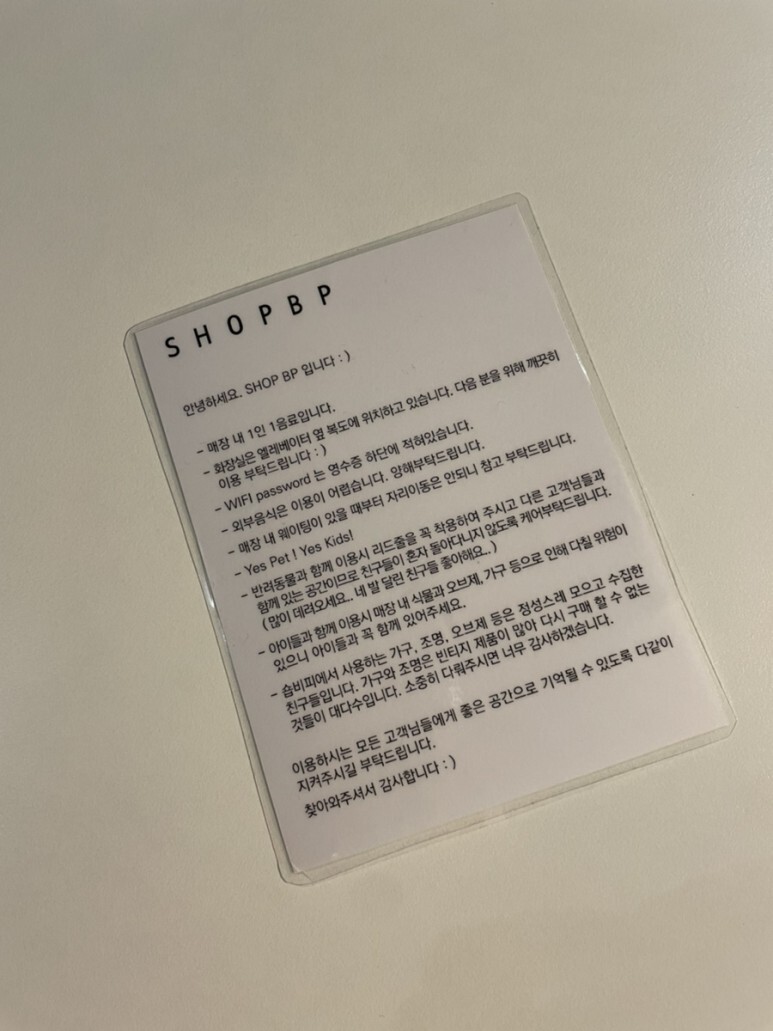 SHOPBP
안녕하세요. SHOP BP 입니다 : )
- 매장 내 1인 1음료입니다.
- 화장실은 엘레베이터 옆 복도에 위치하고 있습니다. 다음 분을 위해 깨끗히
이용 부탁드립니다 : )
- WIFI password 는 영수증 하단에 적혀있습니다.
- 외부음식은 이용이 어렵습니다. 양해부탁드립니다.
- 매장 내 웨이팅이 있을 때부터 자리이동은 안되니 참고 부탁드립니다.
- Yes Pet ! Yes Kids!
- 반려동물과 함께 이용시 리드줄을 꼭 착용하여 주시고 다른 고객님들과
함께 있는 공간이므로 친구들이 혼자 돌아다니지 않도록 케어부탁드립니다.
( 많이 데려오세요.. 네 발 달린 친구들 좋아해요.. )
- 아이들과 함께 이용시 매장 내 식물과 오브제, 가구 등으로 인해 다칠 위험이
있으니 아이들과 꼭 함께 있어주세요.
- 숍비피에서 사용하는 가구, 조명, 오브제 등은 정성스레 모으고 수집한
친구들입니다. 가구와 조명은 빈티지 제품이 많아 다시 구매 할 수 없는
것들이 대다수입니다. 소중히 다뤄주시면 너무 감사하겠습니다.
이용하시는 모든 고객님들에게 좋은 공간으로 기억될 수 있도록 다같이
지켜주시길 부탁드립니다.
찾아와주셔서 감사합니다 : )